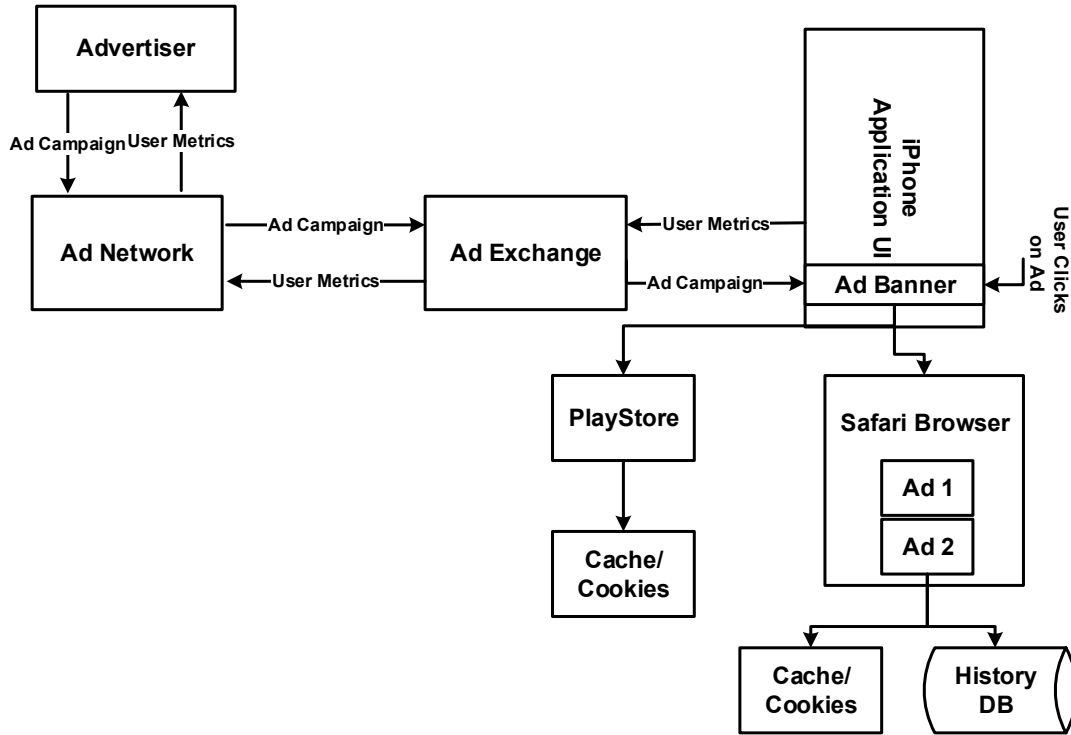 Advertiser
Ad Campaign
User Metrics
Ad Network
Ad Campaign
User Metrics
Ad Exchange
User Metrics
Ad Campaign
iPhone
Application UI
Ad Banner
User Clicks
on Ad
PlayStore
Cache/
Cookies
Safari Browser
Ad 1
Ad 2
Cache/
Cookies
History
DB